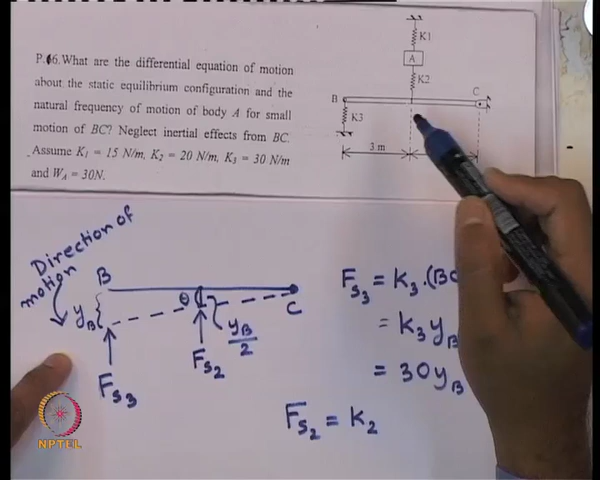 P.66.What are the differential equation of motion
about the static equilibrium configuration and the
natural frequency of motion of body A for small
motion of BC? Neglect inertial effects from BC.
Assume K1 = 15 N/m, K2 = 20 N/m, K3 = 30 N/m
and WA = 30N.
K1
A
K2
B
C
K3
3 m
Direction of
motion
B
θ
C
yB
yB/2
Fs3
Fs2
Fs3 = K3.(B
= K3 yB
= 30yB
Fs2 = K2
NPTEL